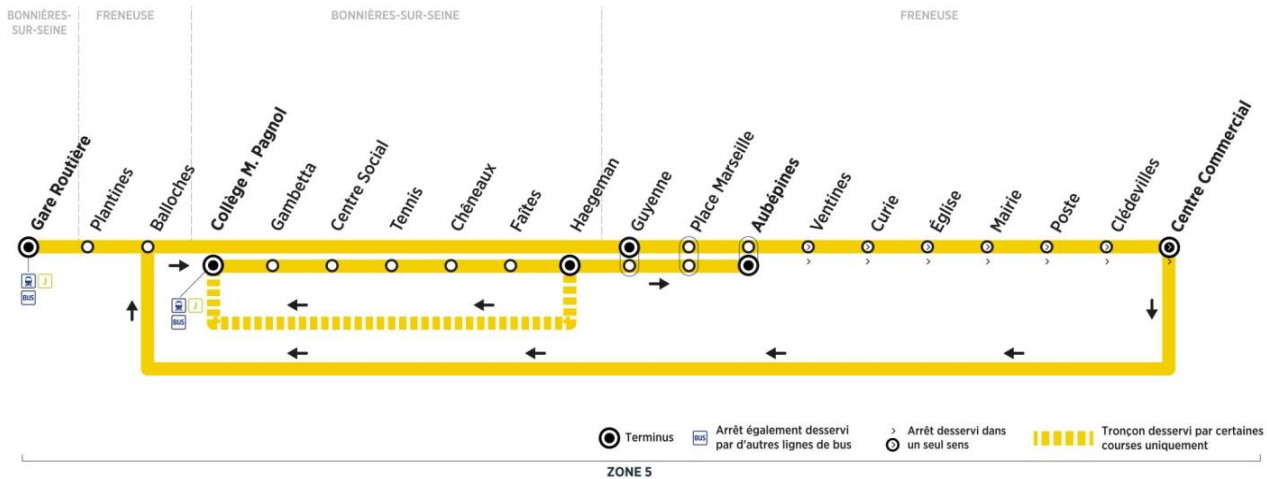 BONNIÈRES-
SUR-SEINE
FRENEUSE
BONNIÈRES-SUR-SEINE
FRENEUSE
Gare Routière
Plantines
Balloches
Collège M. Pagnol
Gambetta
Centre Social
Tennis
Chêneaux
Faîtes
Haegeman
Guyenne
Place Marseille
Aubépines
Ventines
Curie
Église
Mairie
Poste
Clédevilles
Centre Commercial
J
BUS
J
BUS
Terminus
BUS
Arrêt également desservi
par d'autres lignes de bus
Arrêt desservi dans
un seul sens
Tronçon desservi par certaines
courses uniquement
ZONE 5